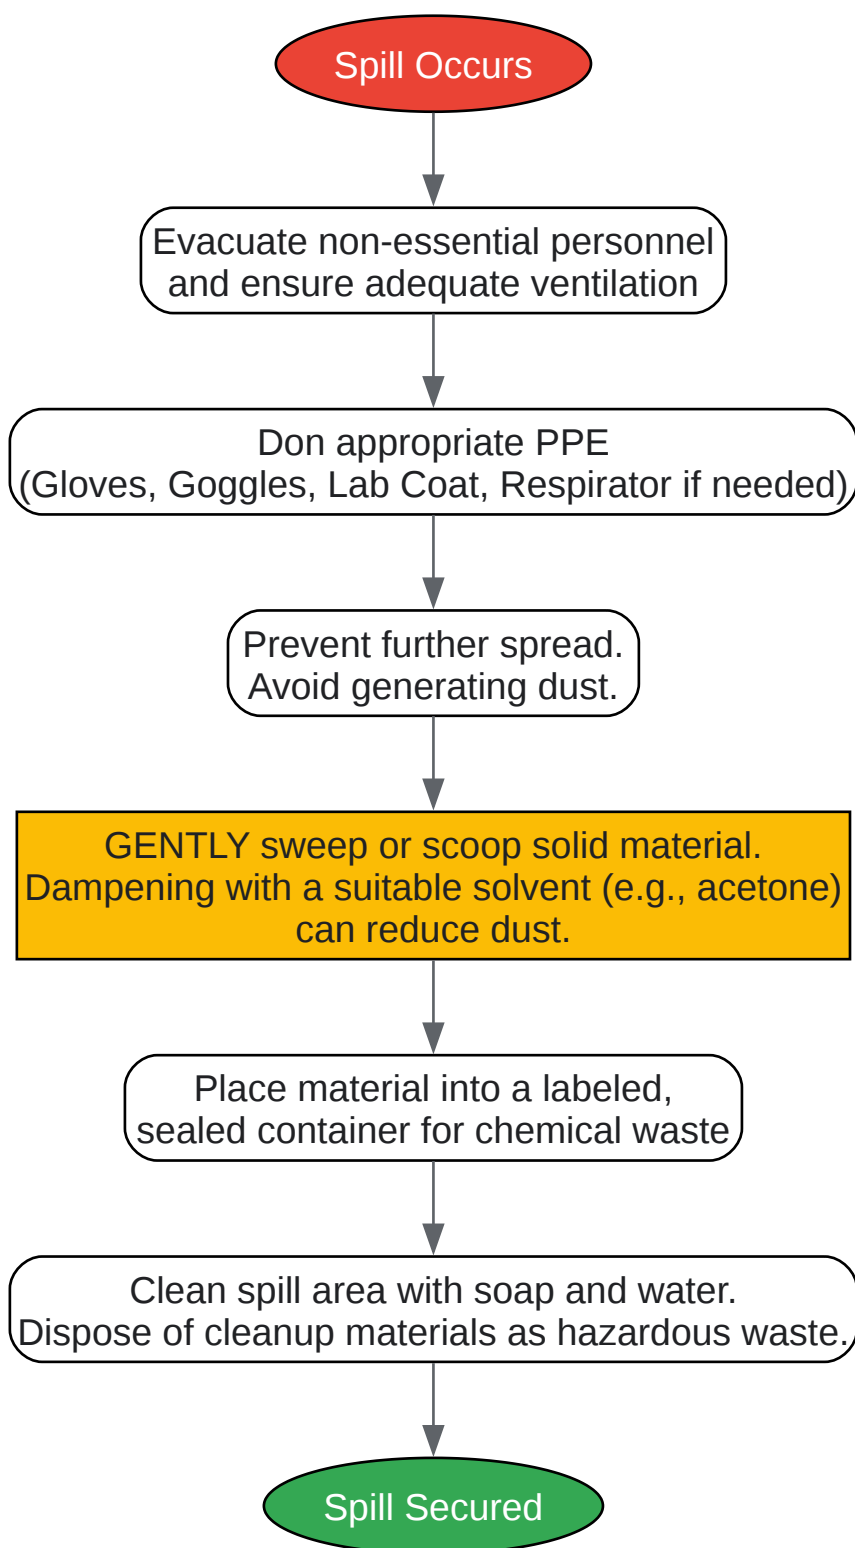 Spill Occurs
Evacuate non-essential personnel
and ensure adequate ventilation
Don appropriate PPE
(Gloves, Goggles, Lab Coat, Respirator if needed)
Prevent further spread.
Avoid generating dust.
GENTLY sweep or scoop solid material.
Dampening with a suitable solvent (e.g., acetone)
can reduce dust.
Place material into a labeled,
sealed container for chemical waste
Clean spill area with soap and water.
Dispose of cleanup materials as hazardous waste.
Spill Secured